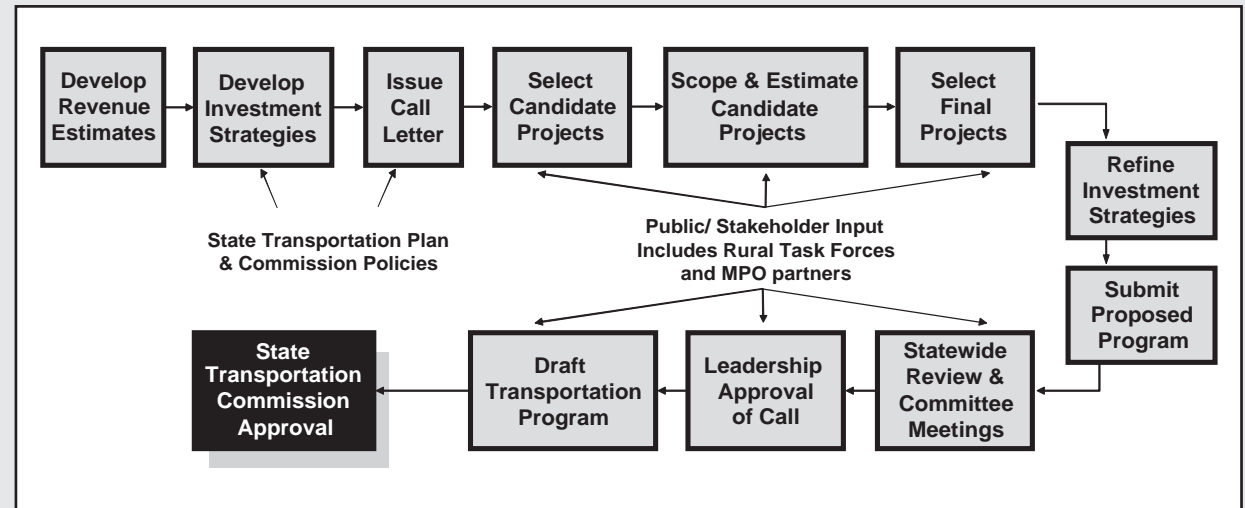 Develop
Revenue
Estimates
Develop
Investment
Strategies
Issue
Call
Letter
Select
Candidate
Projects
Scope & Estimate
Candidate
Projects
Select
Final
Projects
Refine
Investment
Strategies
State Transportation Plan
& Commission Policies
Public/ Stakeholder Input
Includes Rural Task Forces
and MPO partners
Submit
Proposed
Program
Statewide
Review &
Committee
Meetings
Leadership
Approval
of Call
Draft
Transportation
Program
State
Transportation
Commission
Approval